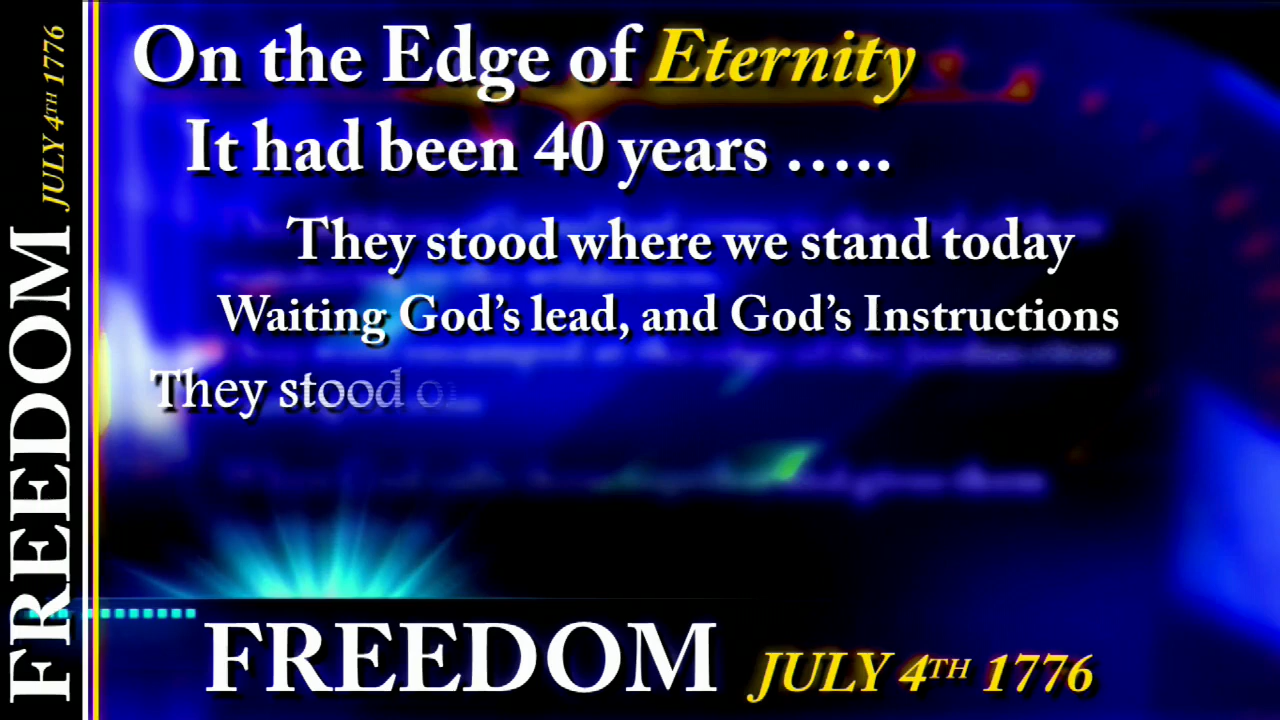 FREEDOM JULY 4TH 1776
On the Edge of Eternity
It had been 40 years .....
They stood where we stand today
Waiting God's lead, and God's Instructions
They stood
FREEDOM JULY 4TH 1776